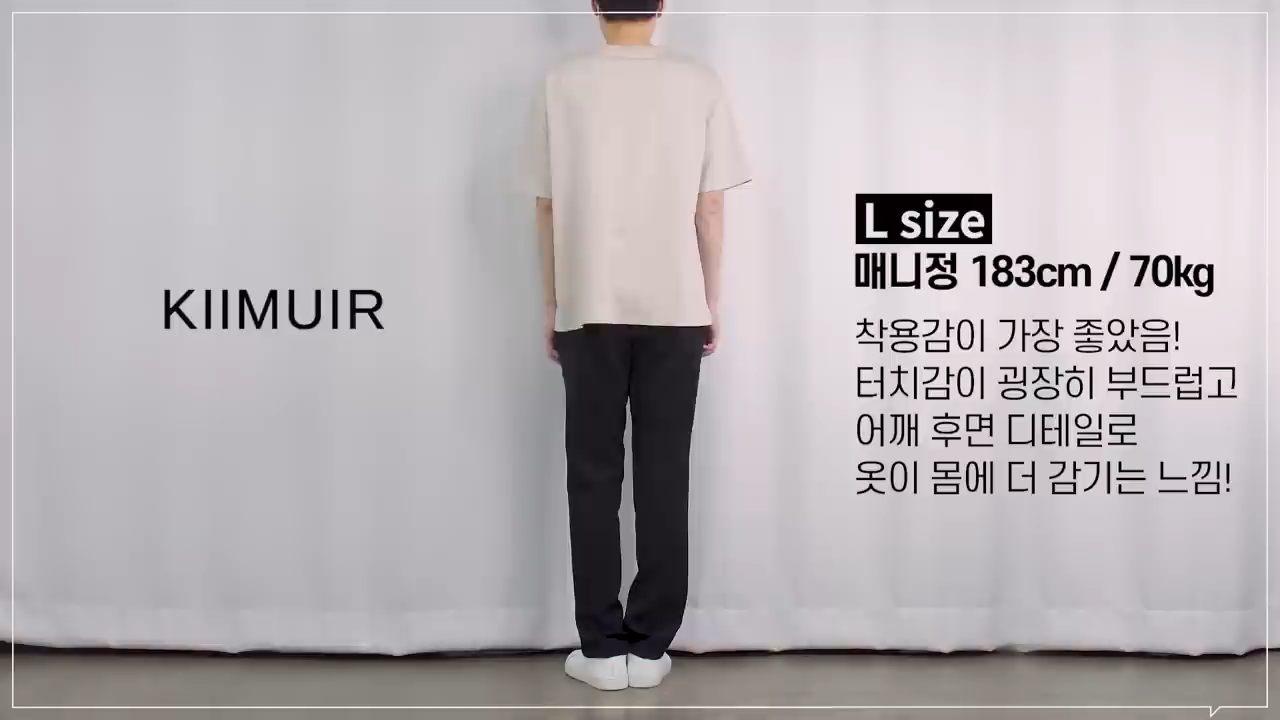 KIIMUIR
L size
매니정 183cm / 70kg
착용감이 가장 좋았음!
터치감이 굉장히 부드럽고
어깨 후면 디테일로
옷이 몸에 더 감기는 느낌!